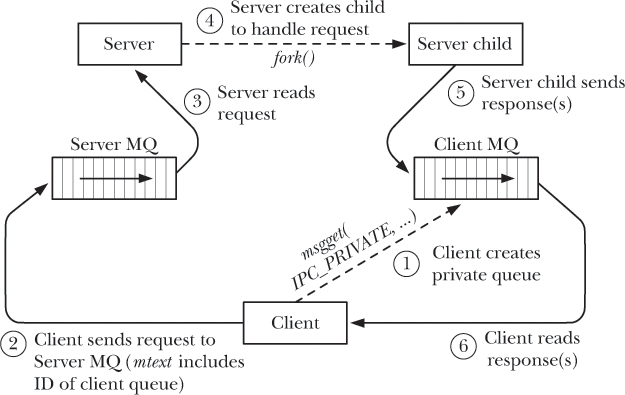 4
Server creates child
to handle request
Server
fork()
Server child
3
Server reads
request
5
Server child sends
response(s)
Server MQ
Client MQ
msgget(
IPC_PRIVATE, ...)
1
Client creates
private queue
Client
2
Client sends request to
Server MQ (mtext includes
ID of client queue)
6
Client reads
response(s)